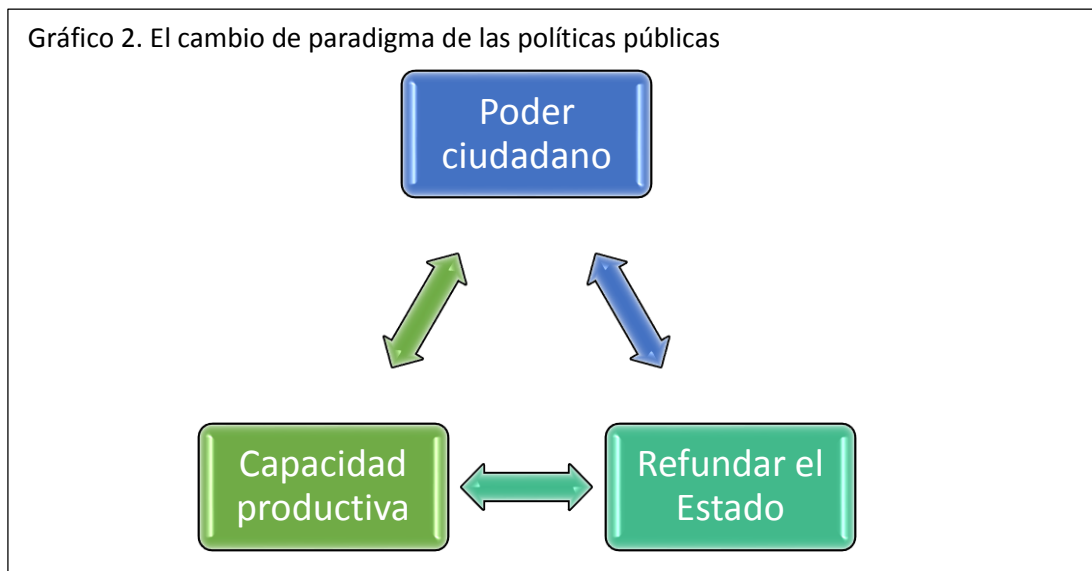 Gráfico 2. El cambio de paradigma de las políticas públicas
Poder
ciudadano
Capacidad
productiva
Refundar el
Estado